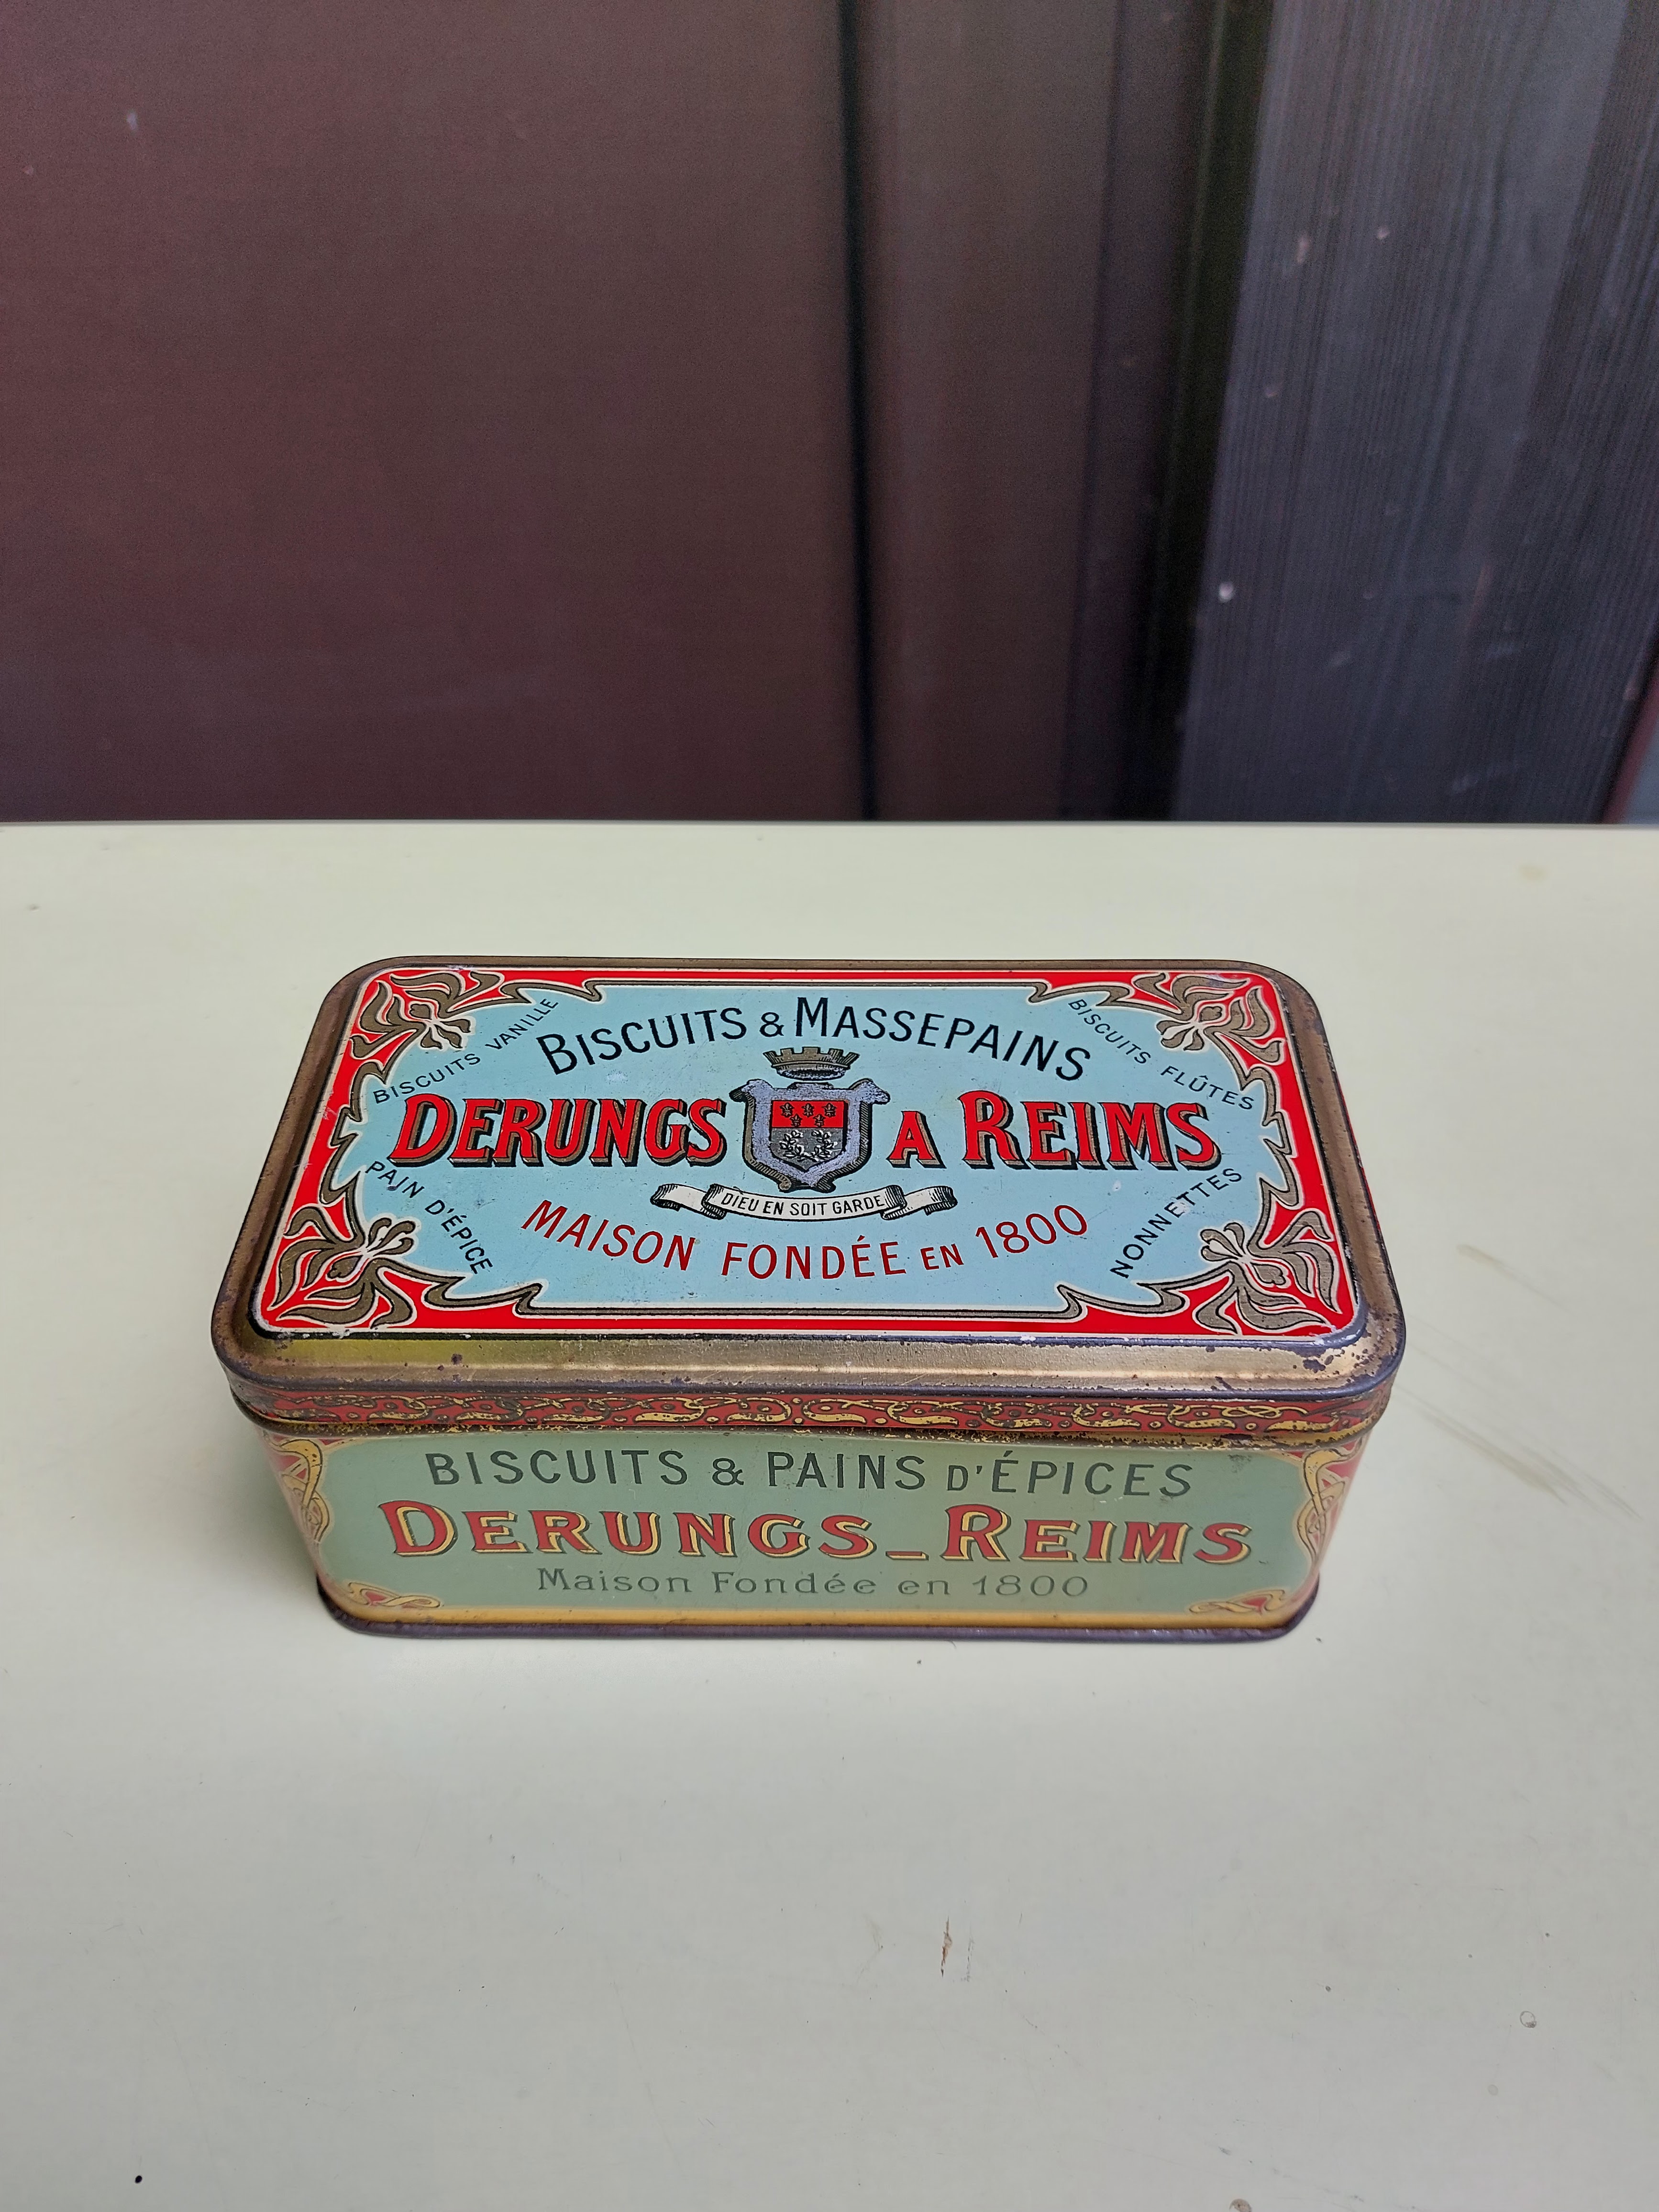 BISCUITS & MASSEPAINS
BISCUITS VANILLE
BISCUITS FLÛTES
DERUNGS A REIMS
DIEU EN SOIT GARDE
PAIN D'ÉPICE
NONNETTES
MAISON FONDÉE EN 1800
BISCUITS & PAINS D'ÉPICES
DERUNGS_REIMS
Maison Fondée en 1800